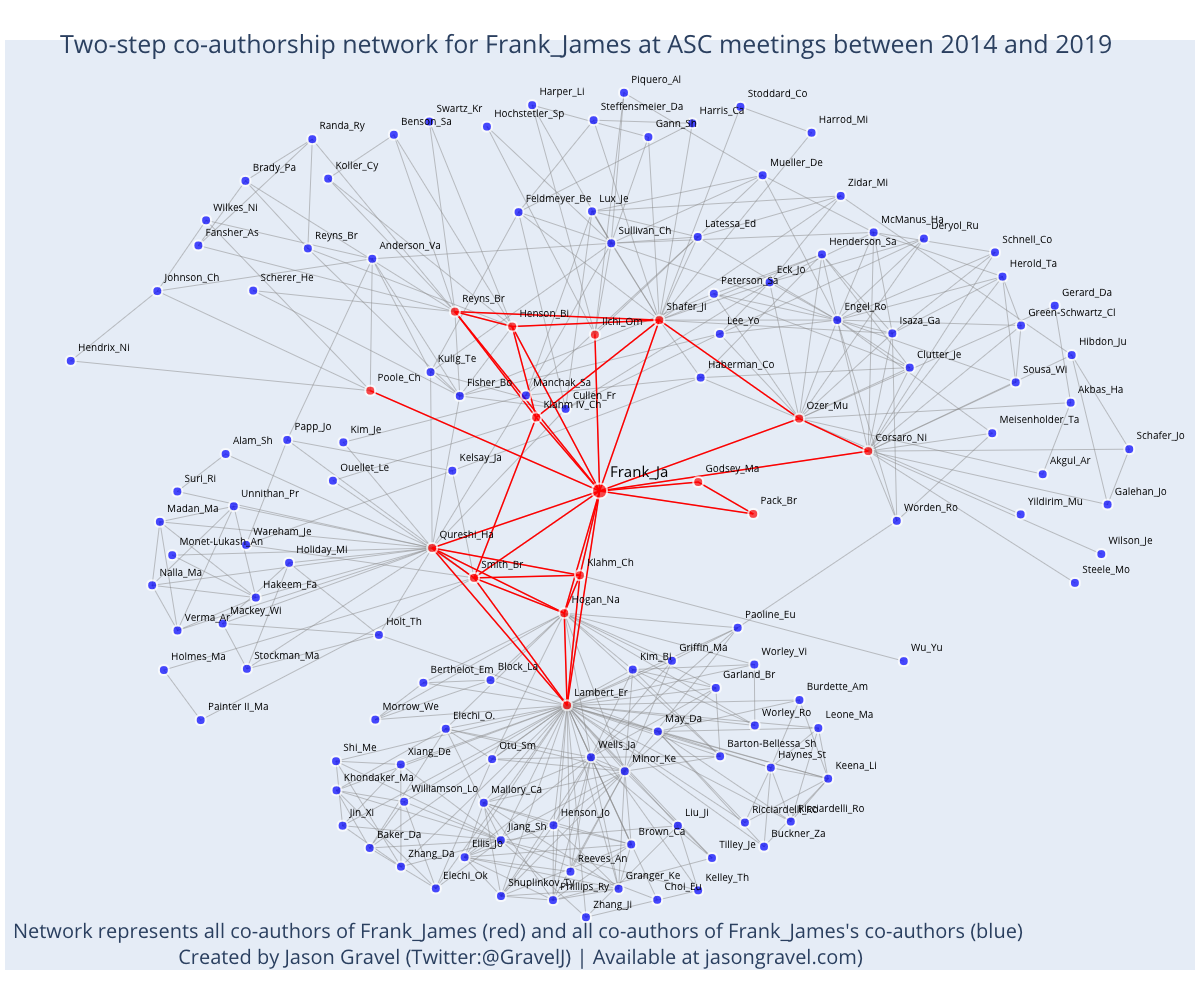 Two-step co-authorship network for Frank_James at ASC meetings between 2014 and 2019
Piquero_Al
Harper_Li
Stoddard_Co
Swartz_Kr
Hochstetler_Sp
Steffensmeier_Da
Harris_Ca
Randa_Ry
Benson_Sa
Gann_Sh
Harrod_Mi
Brady_Pa
Koller_Cy
Mueller_De
Zidar_Mi
Wilkes_Ni
Feldmeyer_Be
Lux_Je
Fansher_As
Reyns_Br
Anderson_Va
Sullivan_Ch
Latessa_Ed
McManus_Ha
Deryol_Ru
Henderson_Sa
Schnell_Co
Johnson_Ch
Scherer_He
Peterson_Sa
Eck_Jo
Herold_Ta
Reyns_Br
Henson_Bi
Ilchi_Om
Shafer_Ji
Engel_Ro
Gerard_Da
Green-Schwartz_Cl
Lee_Yo
Isaza_Ga
Hendrix_Ni
Kulig_Te
Hibdon_Ju
Poole_Ch
Fisher_Bo
Manchak_Sa
Haberman_Co
Clutter_Je
Sousa_Wi
Cullen_Fr
Klahm IV_Ch
Akbas_Ha
Ozer_Mu
Papp_Jo
Kim_Je
Corsaro_Ni
Meisenholder_Ta
Alam_Sh
Schafer_Jo
Ouellet_Le
Kelsay_Ja
Frank_Ja
Godsey_Ma
Akgul_Ar
Suri_Ri
Unnithan_Pr
Pack_Br
Galehan_Jo
Madan_Ma
Worden_Ro
Yildirim_Mu
Monet-Lukash_An
Wareham_Je
Holiday_Mi
Qureshi_Ha
Wilson_Je
Nalla_Ma
Hakeem_Fa
Smith_Br
Klahm_Ch
Steele_Mo
Verma_Ar
Mackey_Wi
Hogan_Na
Holt_Th
Paoline_Eu
Holmes_Ma
Stockman_Ma
Berthelot_Em
Block_La
Kim_Bi
Griffin_Ma
Worley_Vi
Wu_Yu
Garland_Br
Painter II_Ma
Morrow_We
Lambert_Er
Burdette_Am
Elechi_O.
May_Da
Worley_Ro
Leone_Ma
Shi_Me
Xiang_De
Otu_Sm
Wells_Ja
Minor_Ke
Barton-Bellessa_Sh
Haynes_St
Khondaker_Ma
Williamson_Lo
Mallory_Ca
Keena_Li
Jin_Xi
Jiang_Sh
Henson_Jo
Liu_Ji
Ricciardelli_Ro
Ricciardelli_Ro
Baker_Da
Ellis_Jo
Brown_Ca
Tilley_Je
Buckner_Za
Zhang_Da
Reeves_An
Elechi_Ok
Shuplinkov_Ty
Phillips_Ry
Granger_Ke
Choi_Eu
Kelley_Th
Zhang_Ji
Network represents all co-authors of Frank_James (red) and all co-authors of Frank_James's co-authors (blue)
Created by Jason Gravel (Twitter:@GravelJ) | Available at jasongravel.com)